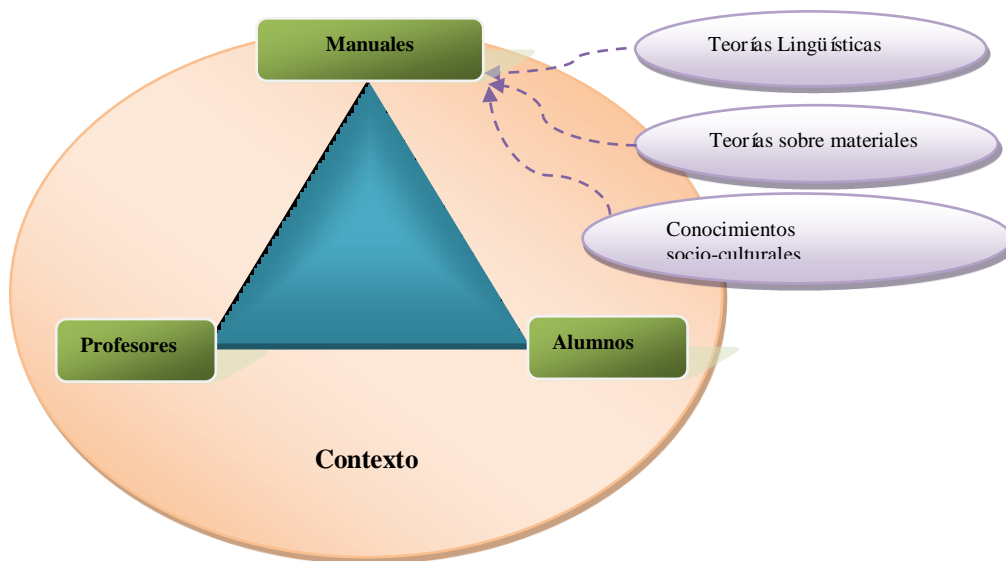 Manuales
Teorías Lingüísticas
Teorías sobre materiales
Conocimientos
socio-culturales
Profesores
Alumnos
Contexto